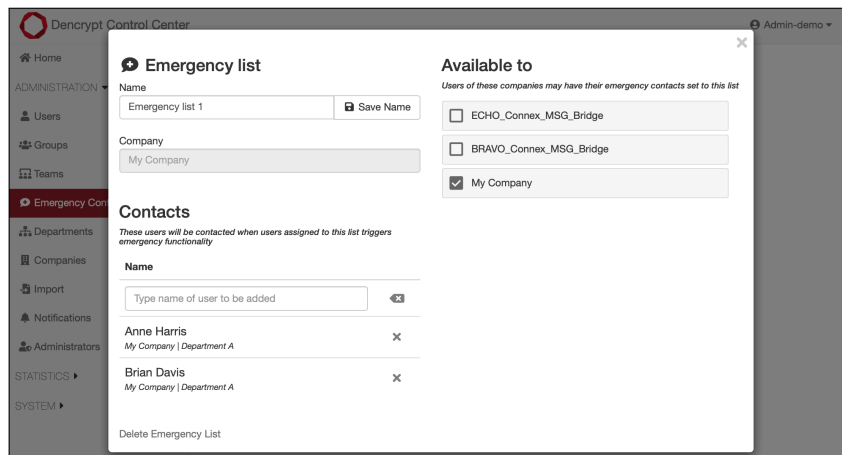 Dencrypt Control Center
Admin-demo
Home
ADMINISTRATION
Users
Groups
Teams
Emergency Con
Departments
Companies
Import
Notifications
Administrators
STATISTICS
SYSTEM
Emergency list
Name
Emergency list 1
Save Name
Company
My Company
Contacts
These users will be contacted when users assigned to this list triggers
emergency functionality
Name
Type name of user to be added
Anne Harris
My Company | Department A
Brian Davis
My Company | Department A
Delete Emergency List
Available to
Users of these companies may have their emergency contacts set to this list
ECHO_Connex_MSG_Bridge
BRAVO_Connex_MSG_Bridge
My Company